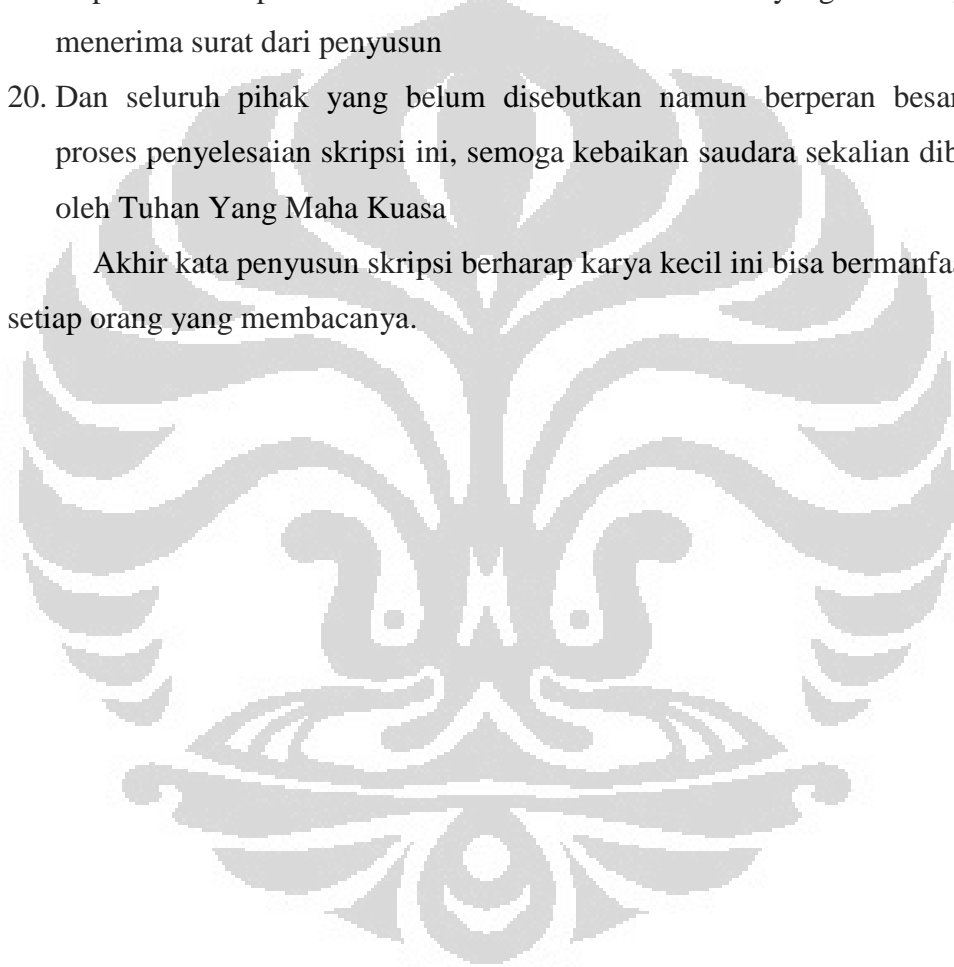 menerima surat dari penyusun
20. Dan seluruh pihak yang belum disebutkan namun berperan besar
proses penyelesaian skripsi ini, semoga kebaikan saudara sekalian
oleh Tuhan Yang Maha Kuasa
Akhir kata penyusun skripsi berharap karya kecil ini bisa
setiap orang yang membacanya.